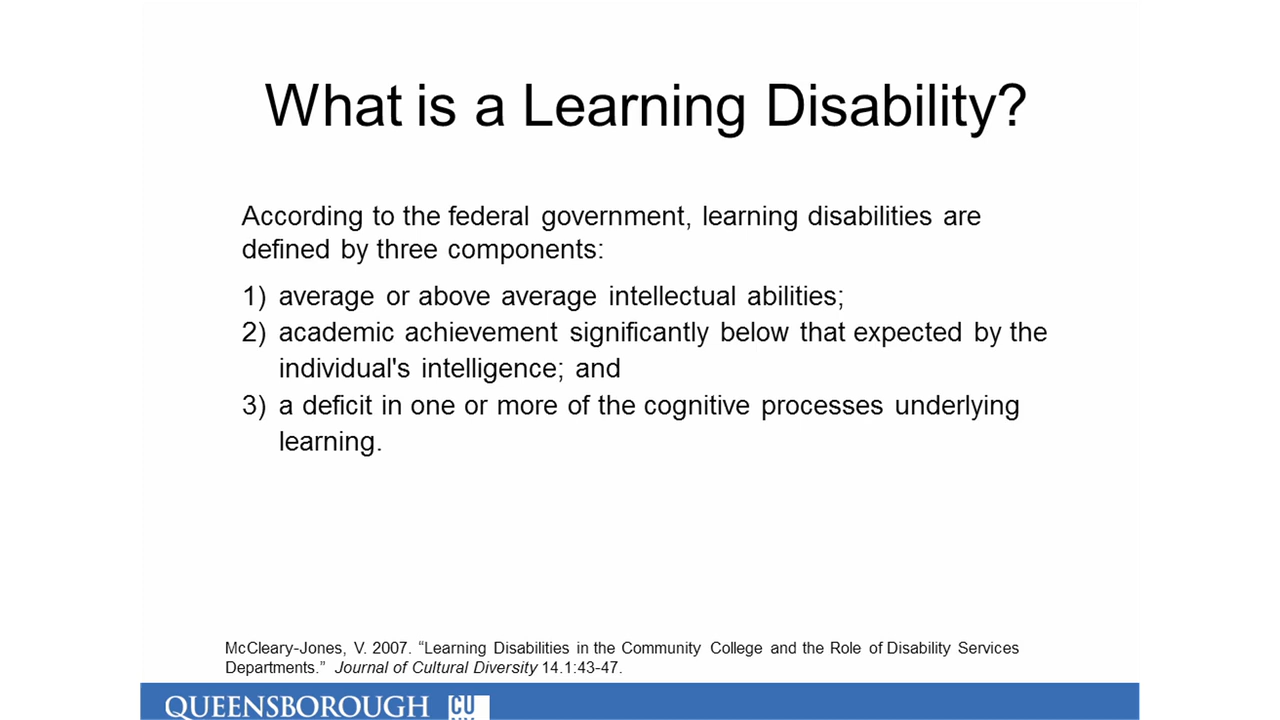 What is a Learning Disability?
According to the federal government, learning disabilities are
defined by three components:
1) average or above average intellectual abilities;
2) academic achievement significantly below that expected by the
individual's intelligence; and
3) a deficit in one or more of the cognitive processes underlying
learning.
McCleary-Jones, V. 2007. “Learning Disabilities in the Community College and the Role of Disability Services
Departments.” Journal of Cultural Diversity 14.1:43-47.
QUEENSBOROUGH CU